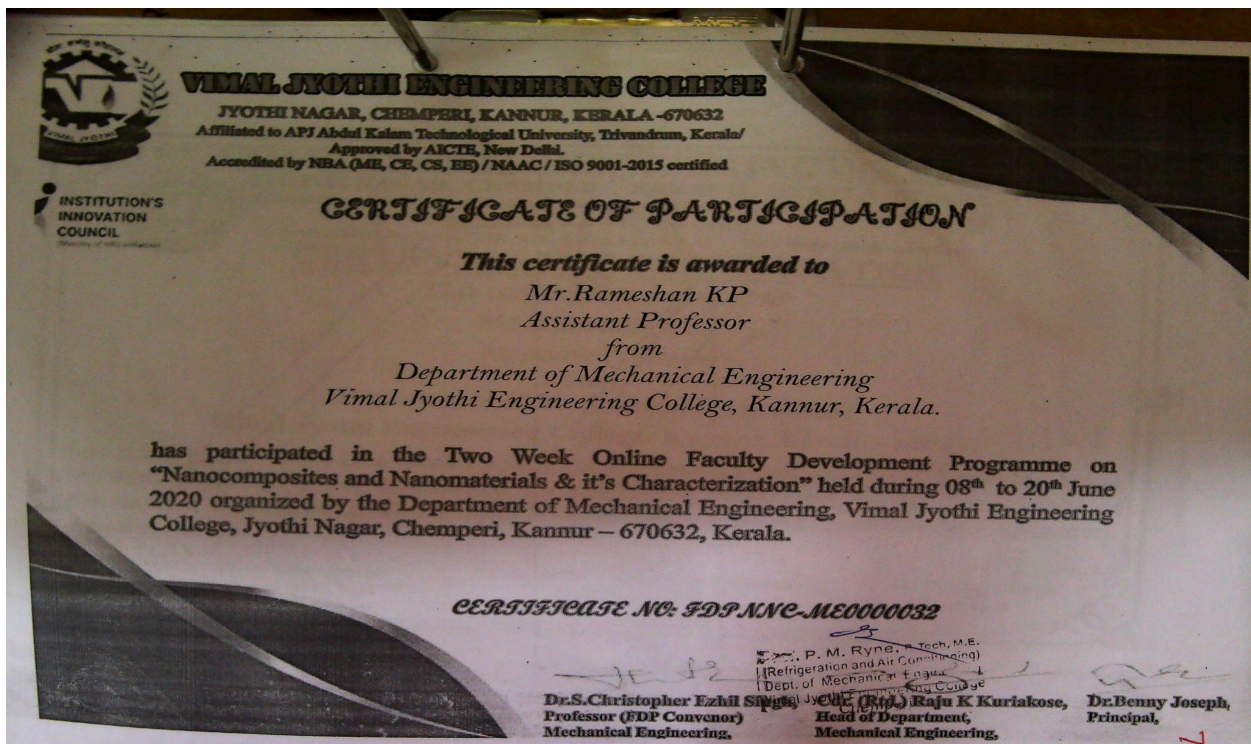 VIMAL JYOTHI
VIMAL JYOTHI ENGINEERING COLLEGE
JYOTHI NAGAR, CHEMPERI, KANNUR, KERALA -670632
Affiliated to APJ Abdul Kalam Technological University, Trivandrum, Kerala/
Approved by AICTE, New Delhi.
Accredited by NBA (ME, CE, CS, EE) / NAAC / ISO 9001-2015 certified
INSTITUTION'S
INNOVATION
COUNCIL
CERTIFICATE OF PARTICIPATION
This certificate is awarded to
Mr.Rameshan KP
Assistant Professor
from
Department of Mechanical Engineering
Vimal Jyothi Engineering College, Kannur, Kerala.
has participated in the Two Week Online Faculty Development Programme on
“Nanocomposites and Nanomaterials & it's Characterization” held during 08th to 20th June
2020 organized by the Department of Mechanical Engineering, Vimal Jyothi Engineering
College, Jyothi Nagar, Chemperi, Kannur – 670632, Kerala.
CERTIFICATE NO: FDPNNC-ME0000032
P. M. Ryne, Tech, M.E.
(Refrigeration and Air Conditioning)
Dept. of Mechanical
Engineering College
Dr.S.Christopher Ezhil Singh,
Professor (FDP Convenor)
Mechanical Engineering,
Cdr. (Rtd.) Raju K Kuriakose,
Head of Department,
Mechanical Engineering,
Dr.Benny Joseph,
Principal,